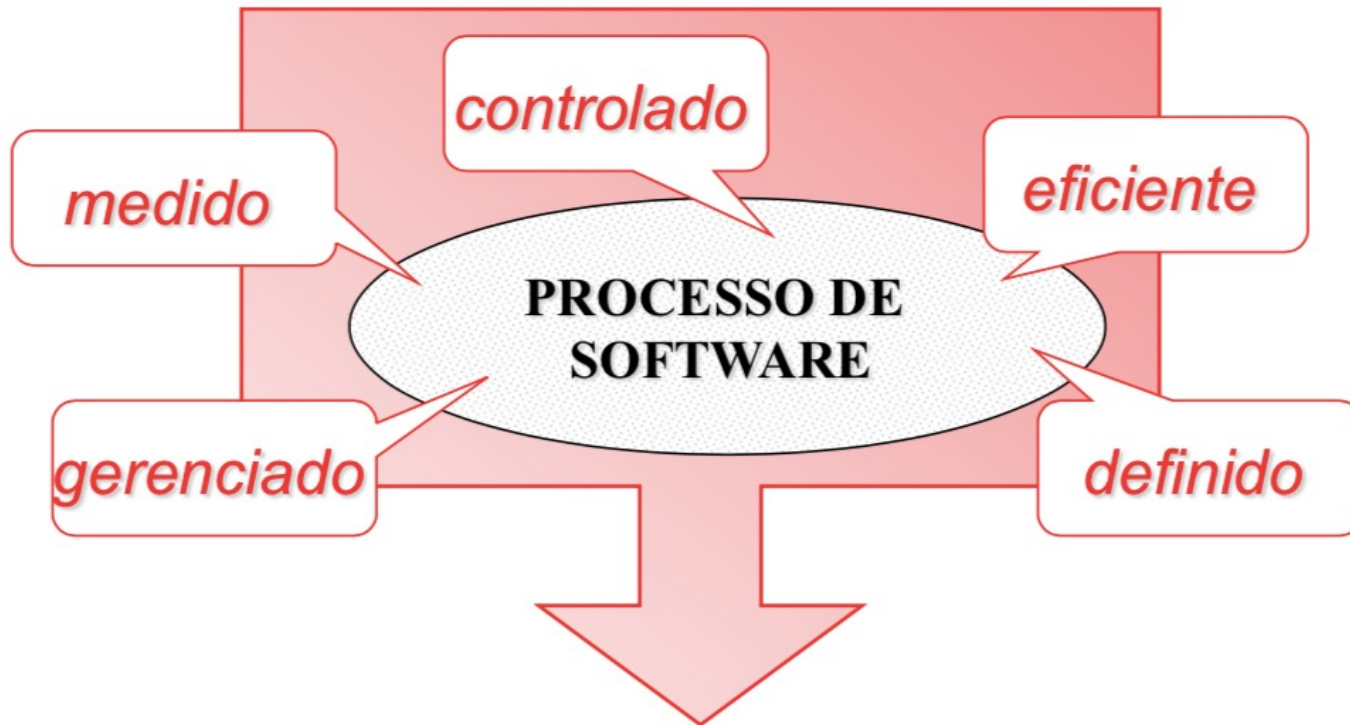 controlado
medido
eficiente
PROCESSO DE
SOFTWARE
gerenciado
definido